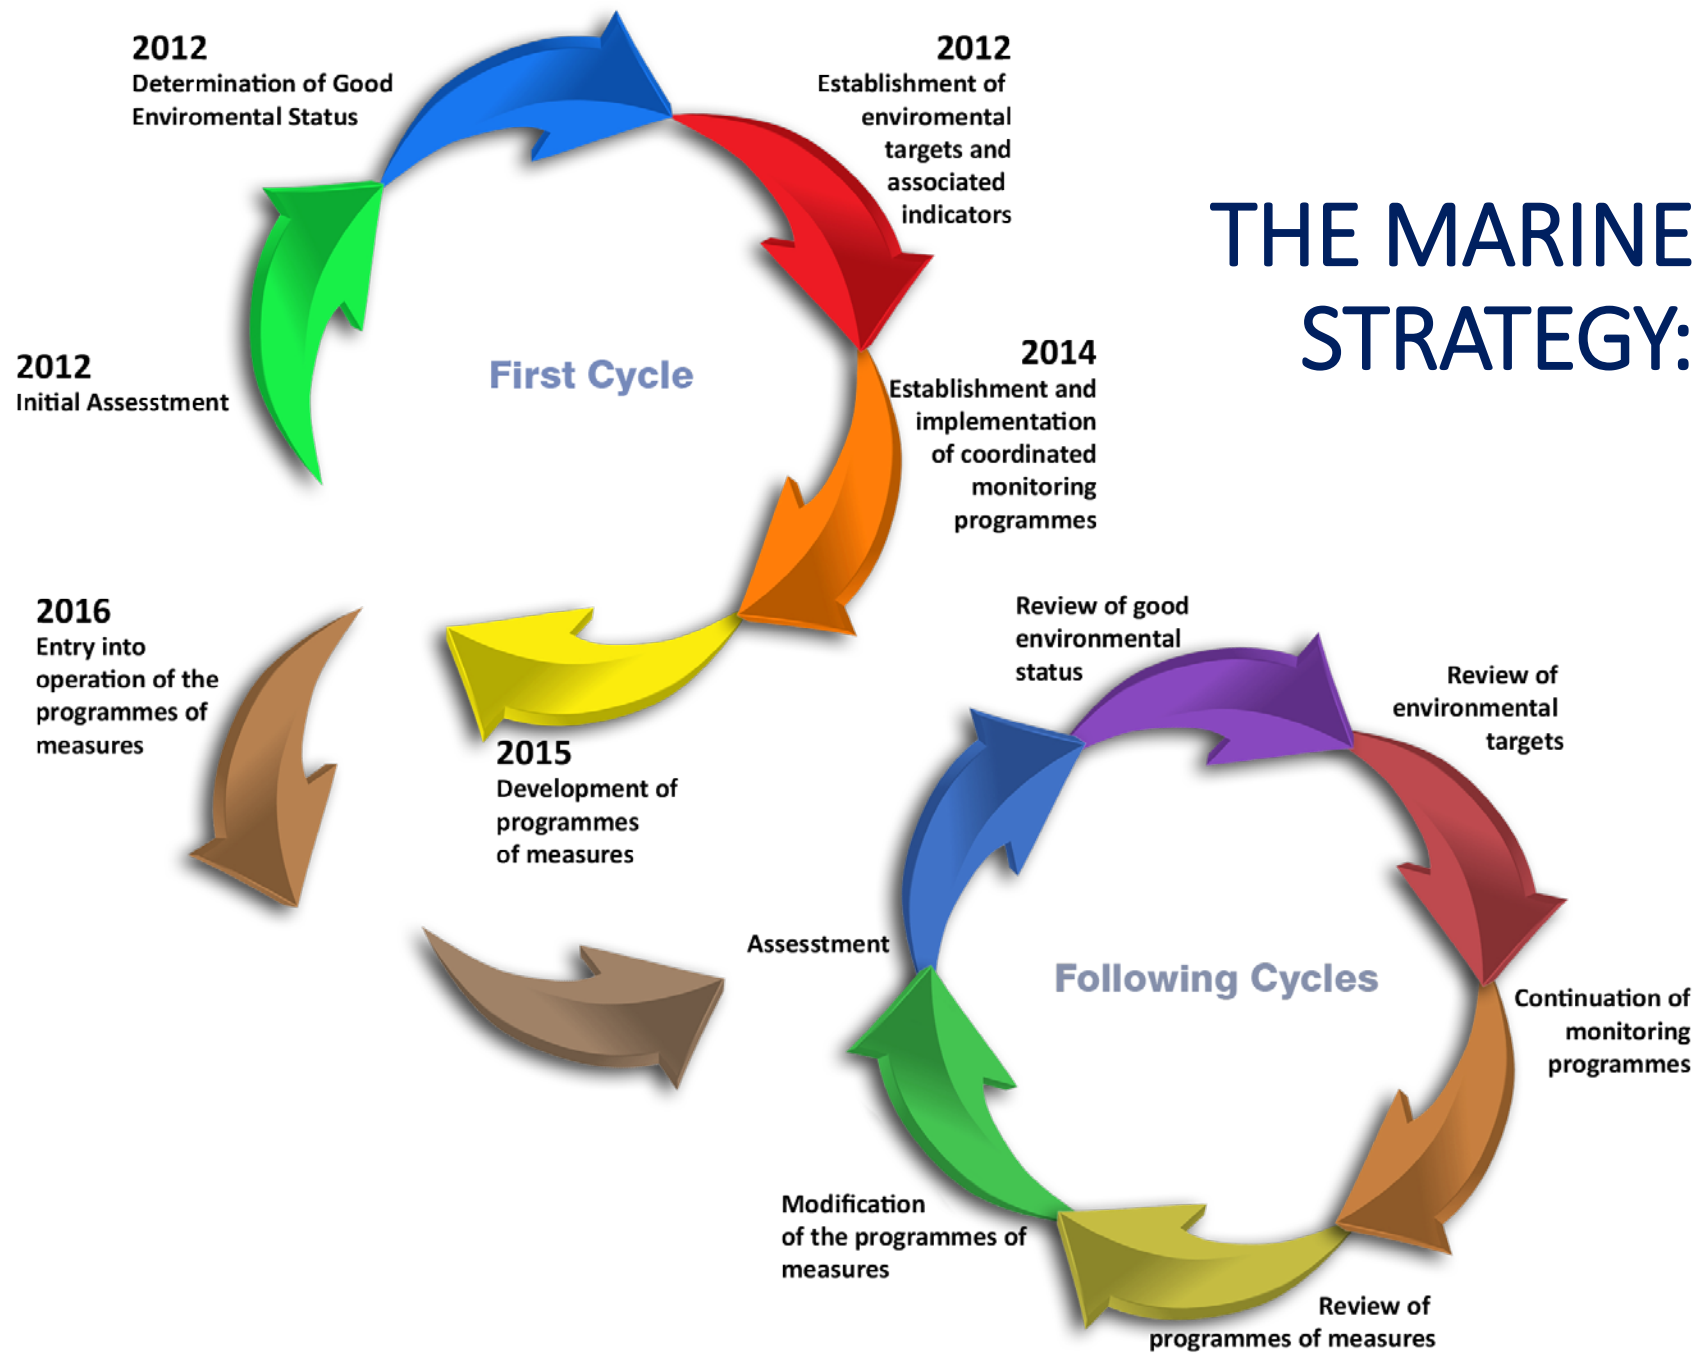 THE MARINE
STRATEGY:
First Cycle
2012
Initial Assesstment
2012
Determination of Good
Enviromental Status
2012
Establishment of
enviromental
targets and
associated
indicators
2014
Establishment and
implementation
of coordinated
monitoring
programmes
2015
Development of
programmes
of measures
2016
Entry into
operation of the
programmes of
measures
Following Cycles
Assesstment
Review of good
environmental
status
Review of
environmental
targets
Continuation of
monitoring
programmes
Review of
programmes of measures
Modification
of the programmes of
measures